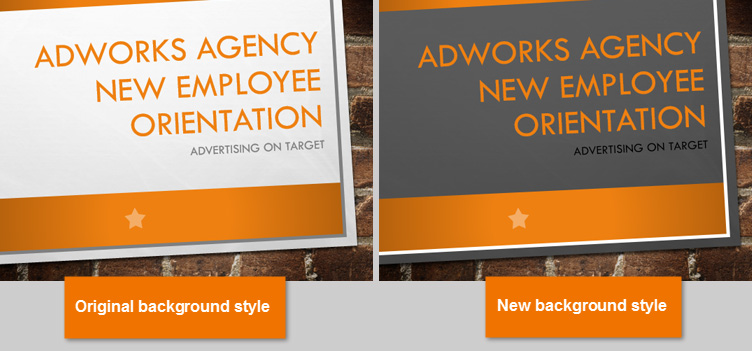 ADWORKS AGENCY
NEW EMPLOYEE
ORIENTATION
ADVERTISING ON TARGET
Original background style
ADWORKS AGENCY
NEW EMPLOYEE
ORIENTATION
ADVERTISING ON TARGET
New background style